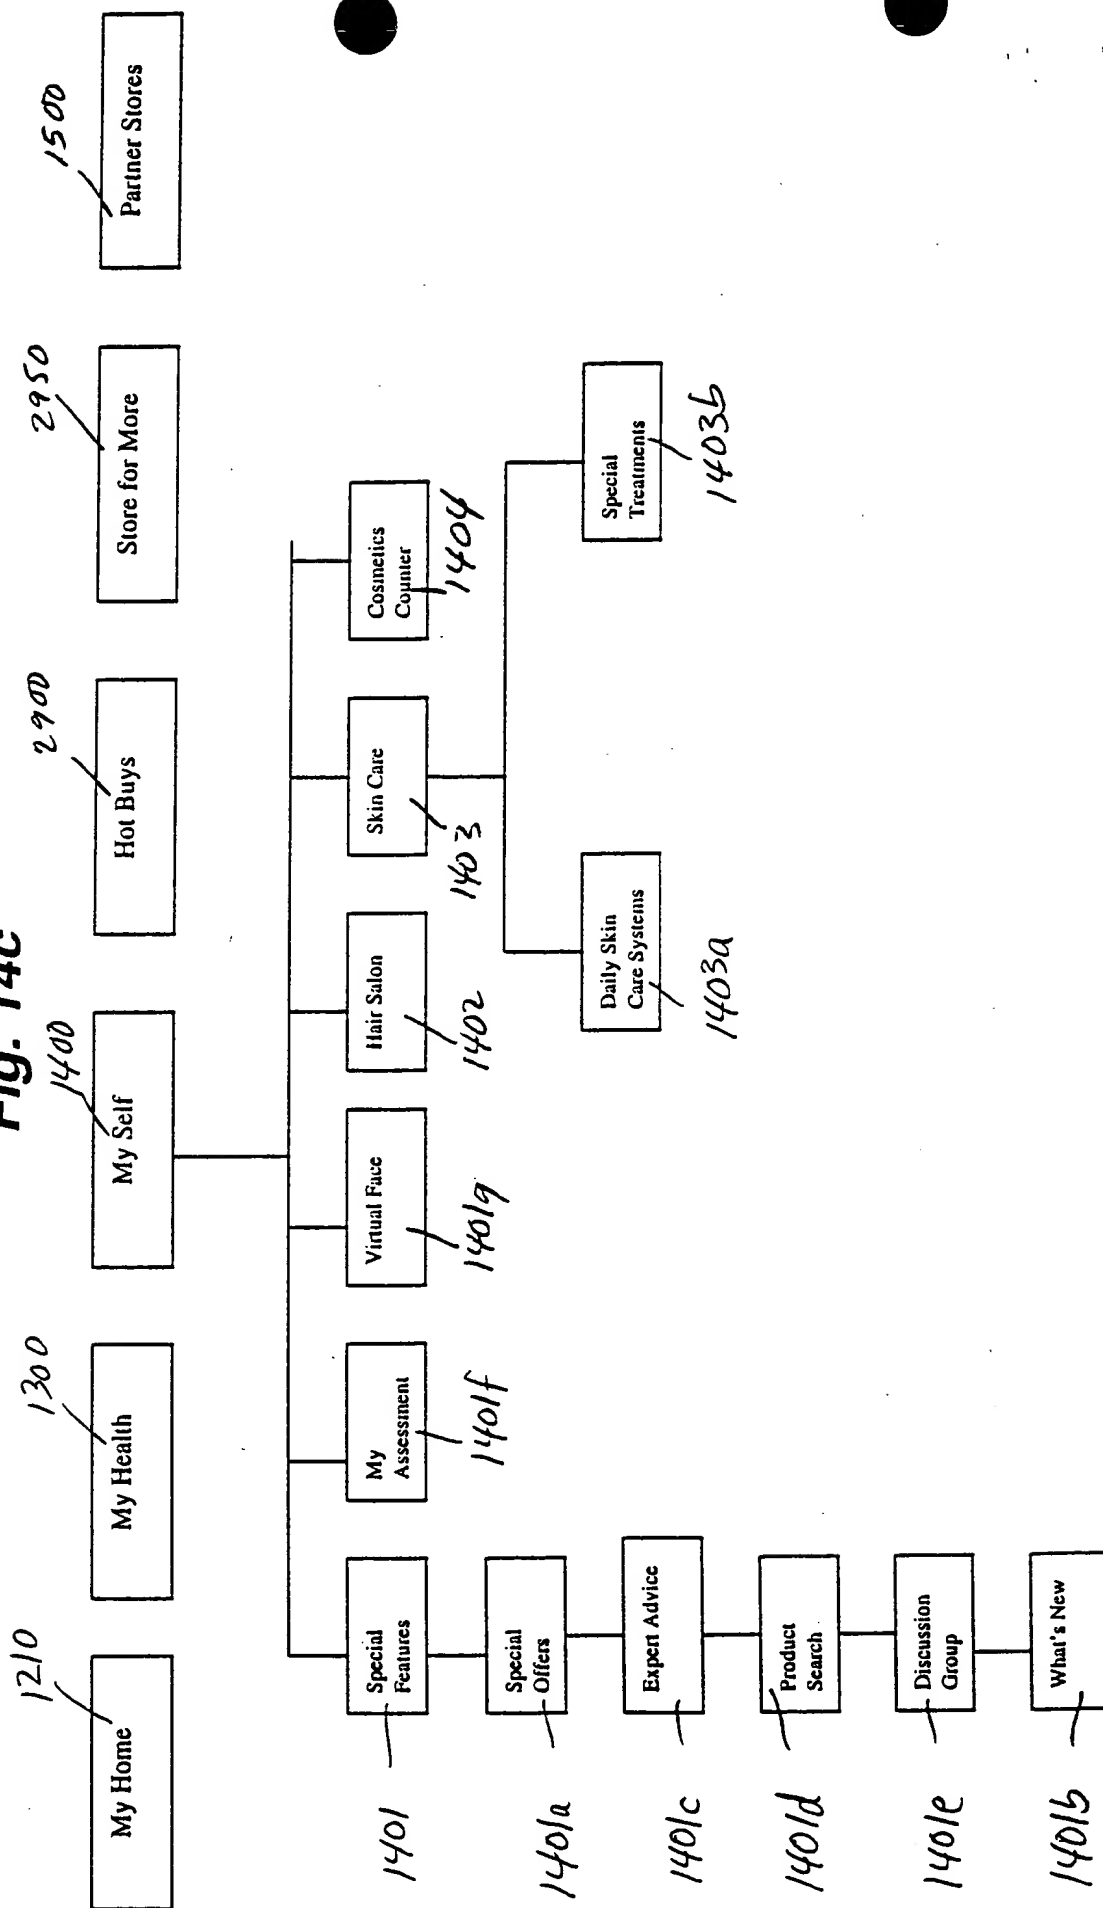 Fig. 14c
1210
1300
1400
2900
2950
1500
My Home
My Health
My Self
Hot Buys
Store for More
Partner Stores
Special
Features
My
Assessment
Virtual Face
Hair Salon
Skin Care
Cosmetics
Counter
1401
1401f
1401g
1402
1403
1404
Special
Offers
1401a
Expert Advice
1401c
Daily Skin
Care Systems
Special
Treatments
1403a
1403b
Product
Search
1401d
Discussion
Group
1401e
What's New
1401b